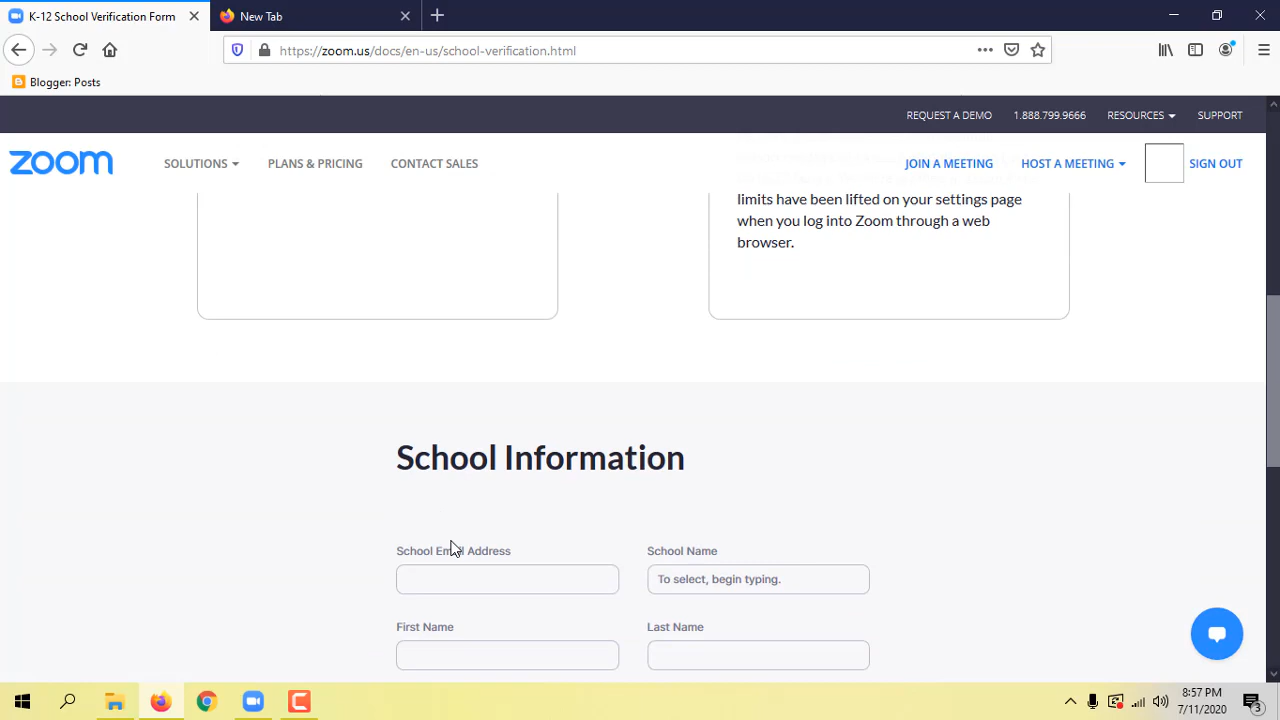 K-12 School Verification Form
New Tab
https://zoom.us/docs/en-us/school-verification.html
Blogger: Posts
REQUEST A DEMO 1.888.799.9666 RESOURCES SUPPORT
zoom SOLUTIONS PLANS & PRICING CONTACT SALES JOIN A MEETING HOST A MEETING SIGN OUT
limits have been lifted on your settings page
when you log into Zoom through a web
browser.
School Information
School Email Address School Name
To select, begin typing.
First Name Last Name
8:57 PM
7/11/2020
3